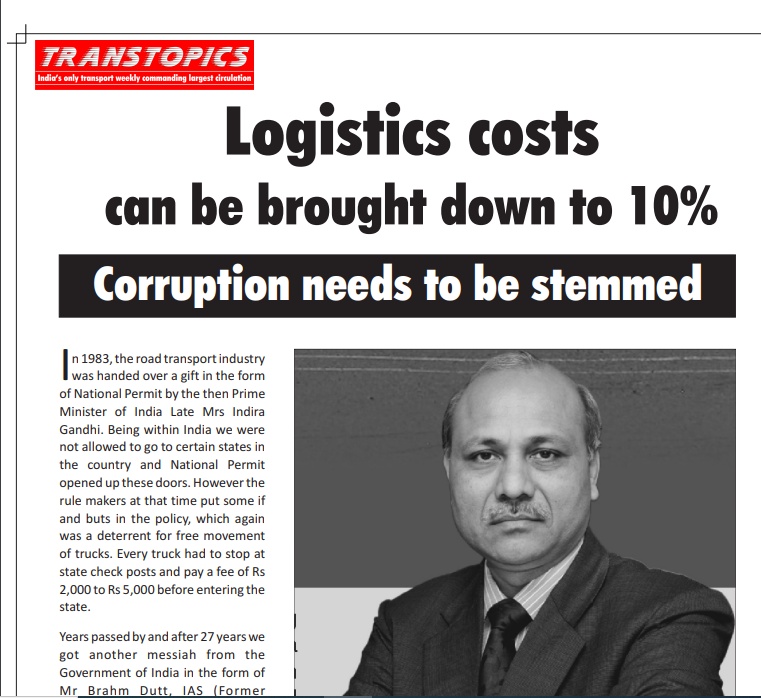 TRANSTOPICS
India's only transport weekly commanding largest circulation
Logistics costs
can be brought down to 10%
Corruption needs to be stemmed
In 1983, the road transport industry
was handed over a gift in the form
of National Permit by the then Prime
Minister of India Late Mrs Indira
Gandhi. Being within India we were
not allowed to go to certain states in
the country and National Permit
opened up these doors. However the
rule makers at that time put some if
and buts in the policy, which again
was a deterrent for free movement
of trucks. Every truck had to stop at
state check posts and pay a fee of Rs
2,000 to Rs 5,000 before entering the
state.
Years passed by and after 27 years we
got another messiah from the
Government of India in the form of
Mr Brahm Dutt, IAS (Former